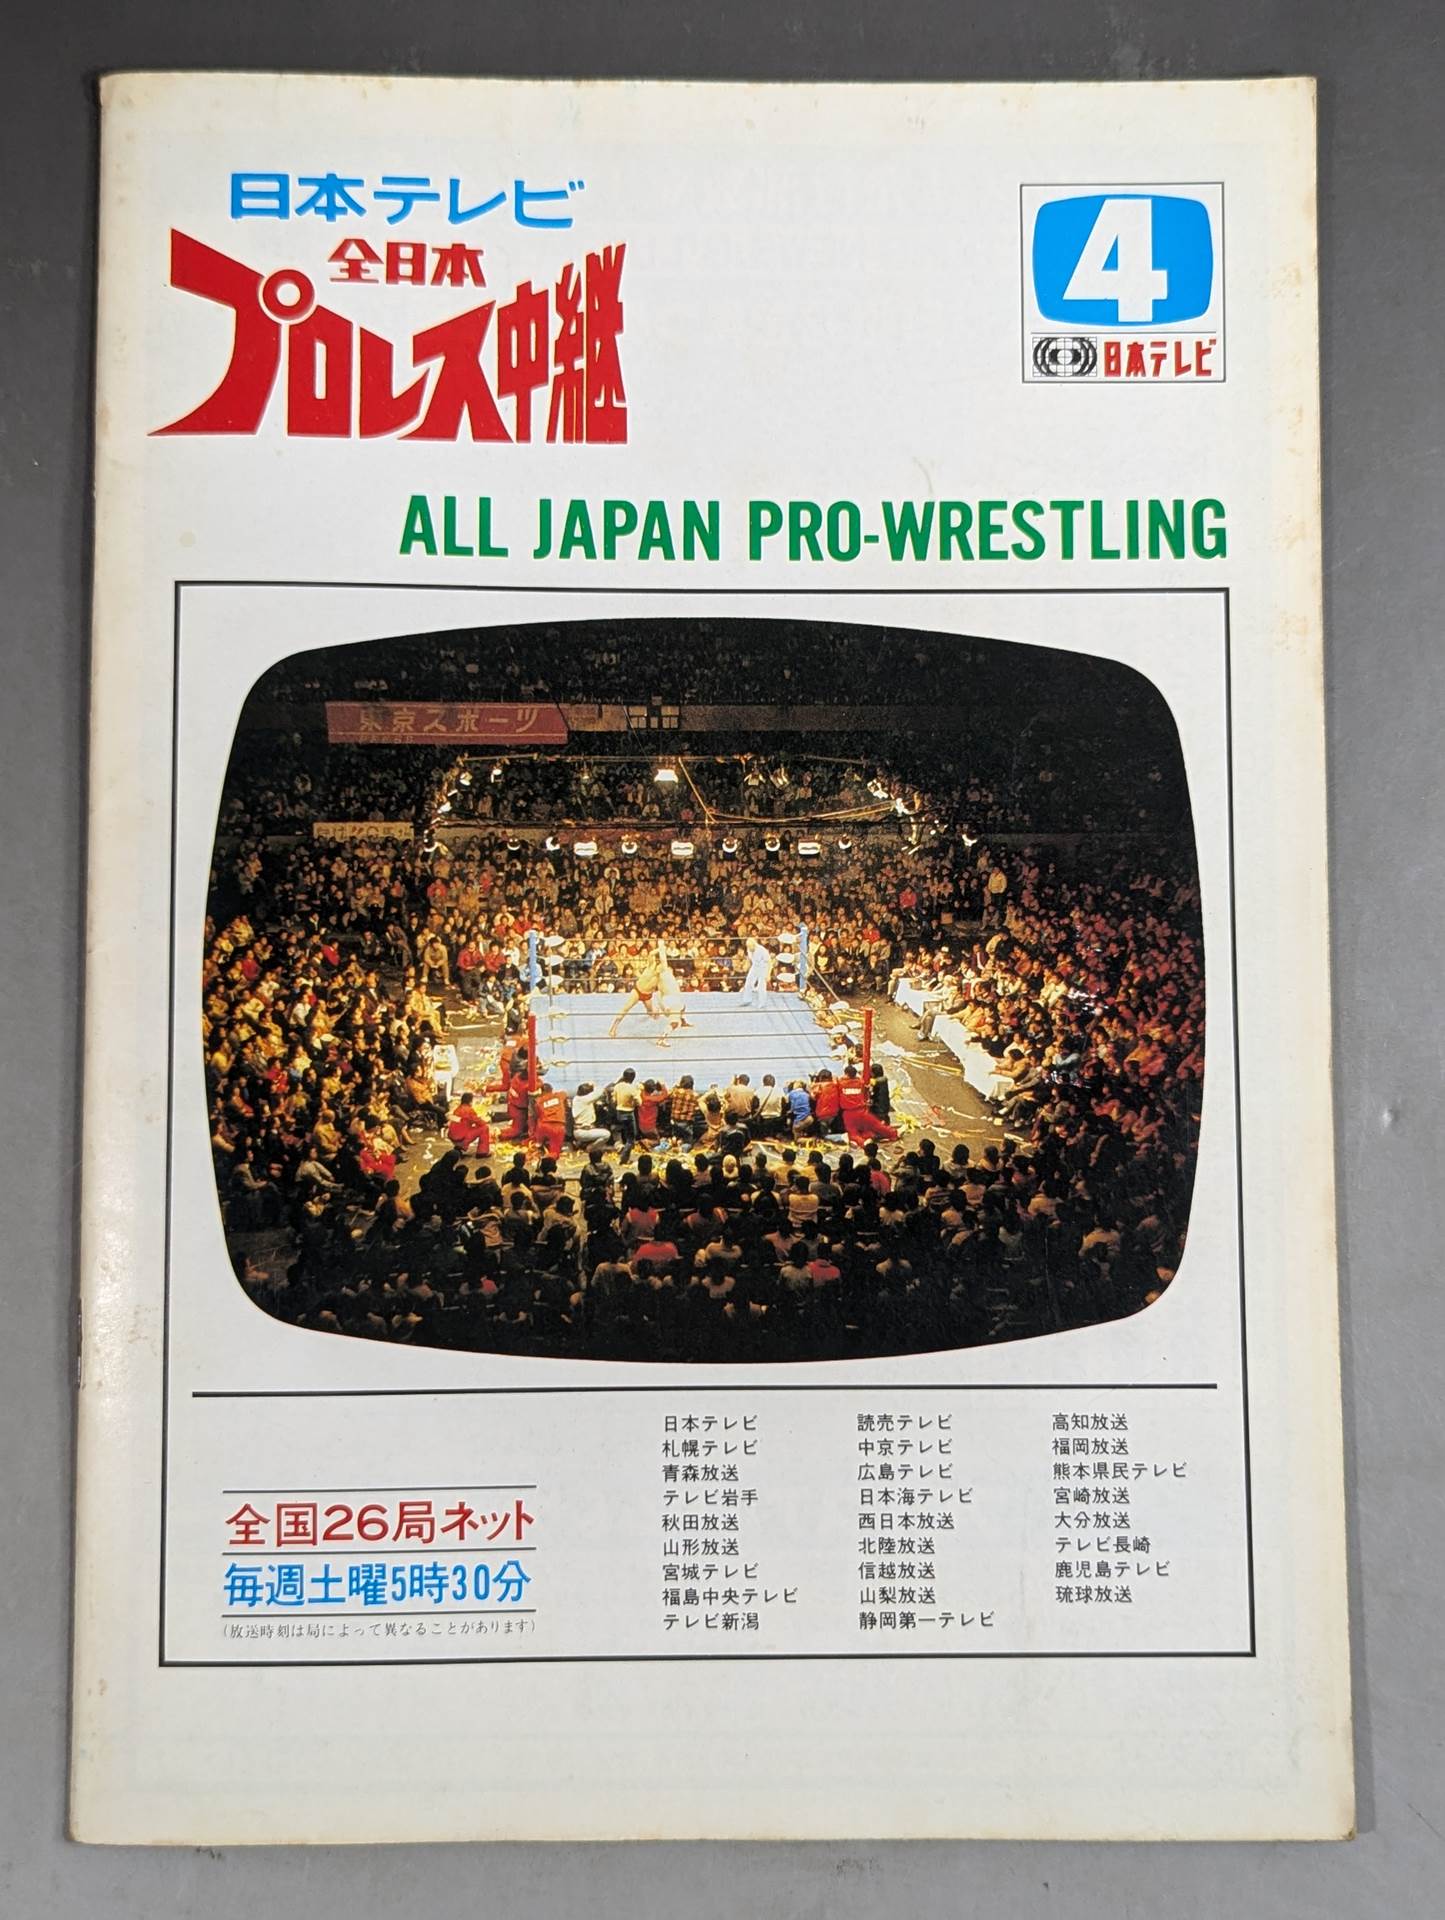 日本テレビ
全日本
プロレス中継
4
日本テレビ
ALL JAPAN PRO-WRESTLING
東京スポーツ
全国26局ネット
毎週土曜5時30分
(放送時刻は局によって異なることがあります)
日本テレビ
札幌テレビ
青森放送
テレビ岩手
秋田放送
山形放送
宮城テレビ
福島中央テレビ
テレビ新潟
読売テレビ
中京テレビ
広島テレビ
日本海テレビ
西日本放送
北陸放送
信越放送
山梨放送
静岡第一テレビ
高知放送
福岡放送
熊本県民テレビ
宮崎放送
大分放送
テレビ長崎
鹿児島テレビ
琉球放送